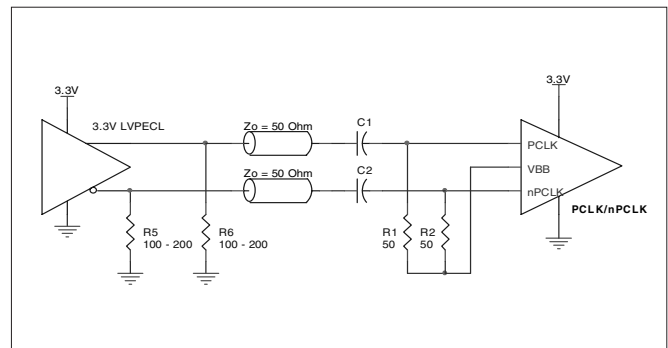 3.3V
3.3V
3.3V LVPECL
C1
Zo = 50 Ohm
PCLK
C2
Zo = 50 Ohm
VBB
nPCLK
PCLK/nPCLK
R5
100 - 200
R6
100 - 200
R1
50
R2
50